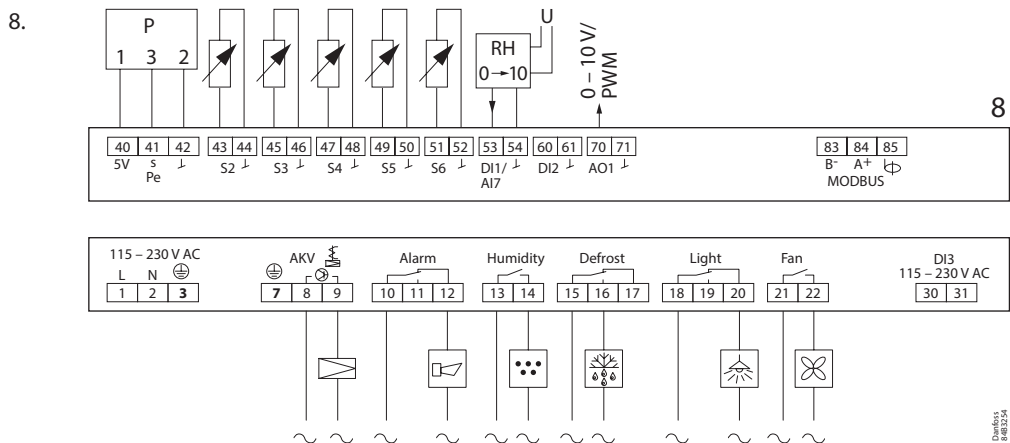 8.
P
1 3 2
RH
0→10
U
0 – 10 V/
PWM
8
40 41 42 43 44 45 46 47 48 49 50 51 52 53 54 60 61 70 71 83 84 85
5V s S2 S3 S4 S5 S6 DI1/ DI2 AO1 B- A+
Pe AI7 MODBUS
115 – 230 V AC AKV Alarm Humidity Defrost Light Fan DI3
L N 115 – 230 V AC
1 2 3 7 8 9 10 11 12 13 14 15 16 17 18 19 20 21 22 30 31
Danfoss
84B3254